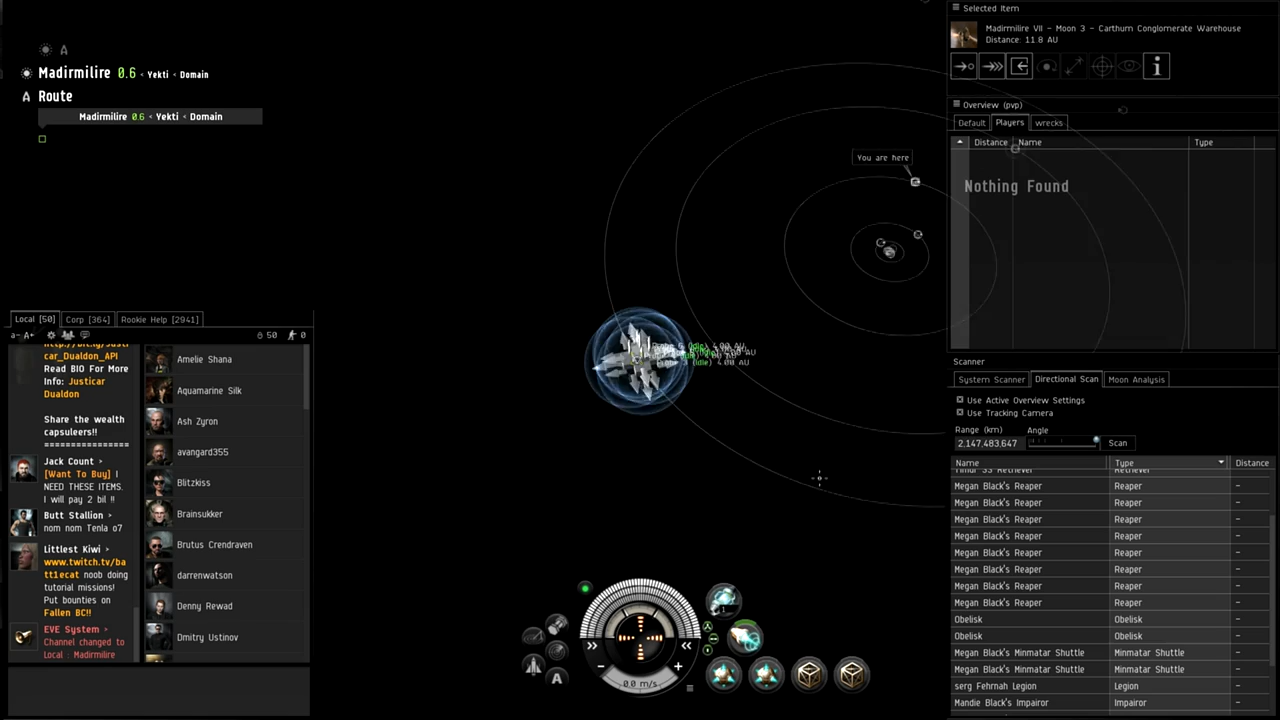 A
Madirmilire 0.6 < Yekti < Domain
A Route
Madirmilire 0.6 < Yekti < Domain
You are here
(idle) 4.00 AU
Local [50]
Corp [364]
Rookie Help [2941]
a- A+
50
0
car_Dualdon_API
Read BIO For More
Info: Justicar
Dualdon
Share the wealth
capsuleers!!
================
Jack Count >
[Want To Buy] I
NEED THESE ITEMS.
I will pay 2 bil !!
Butt Stallion >
nom nom Tenla o7
Littlest Kiwi >
www.twitch.tv/ba
tt1ecat noob doing
tutorial missions!
Put bounties on
Fallen BC!!
EVE System >
Channel changed to
Local : Madirmilire
Amelie Shana
Aquamarine Silk
Ash Zyron
avangard355
Blitzkiss
Brainsukker
Brutus Crendraven
darrenwatson
Denny Rewad
Dmitry Ustinov
0.0 m/s
A
Selected Item
Madirmilire VII - Moon 3 - Carthum Conglomerate Warehouse
Distance: 11.8 AU
Overview (pvp)
Default
Players
wrecks
Distance
Name
Type
Nothing Found
Scanner
System Scanner
Directional Scan
Moon Analysis
Use Active Overview Settings
Use Tracking Camera
Range (km)
Angle
2,147,483,647
Scan
Name
Type
Distance
Megan Black's Reaper Reaper -
Megan Black's Reaper Reaper -
Megan Black's Reaper Reaper -
Megan Black's Reaper Reaper -
Megan Black's Reaper Reaper -
Megan Black's Reaper Reaper -
Megan Black's Reaper Reaper -
Megan Black's Reaper Reaper -
Obelisk Obelisk -
Obelisk Obelisk -
Megan Black's Minmatar Shuttle Minmatar Shuttle -
Megan Black's Minmatar Shuttle Minmatar Shuttle -
serg Fehrnah Legion Legion -
Mandie Black's Impairor Impairor -